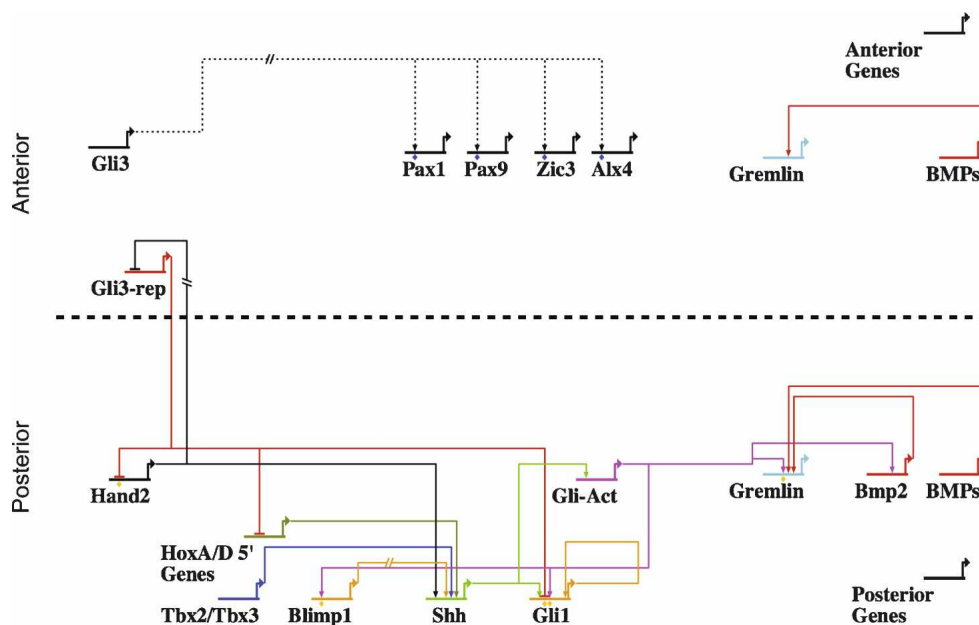 Anterior
Genes
Anterior
Gli3
Pax1
Pax9
Zic3
Alx4
Gremlin
BMPs
Gli3-rep
Posterior
Hand2
Gli-Act
Gremlin
Bmp2
BMPs
HoxA/D 5'
Genes
Tbx2/Tbx3
Blimp1
Shh
Gli1
Posterior
Genes